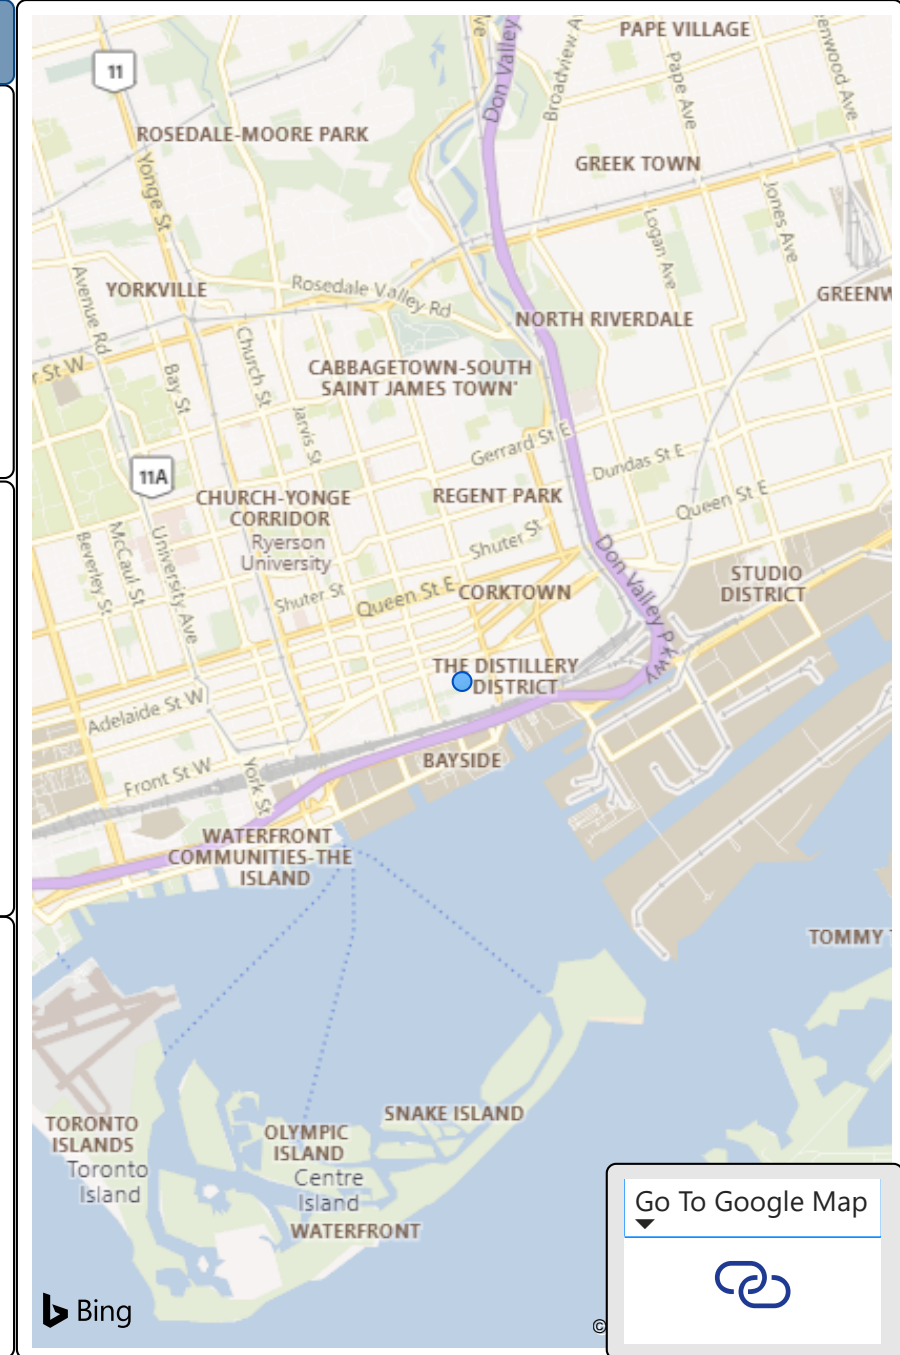 PAPE VILLAGE
11
Don Valley
Broadview A
Pape Ave
enwood Ave
ve
ROSEDALE-MOORE PARK
GREEK TOWN
Yonge St
Jones Ave
Logan Ave
Avenue Rd
YORKVILLE
Rosedale Valley Rd
GREENW
NORTH RIVERDALE
Church St
r St W
Bay St
CABBAGETOWN-SOUTH
SAINT JAMES TOWN'
Jarvis St
Gerrard St E
Dundas St E
11A
CHURCH-YONGE
CORRIDOR
REGENT PARK
Queen St E
Ryerson
University
Shuter St
Beverley St
McCaul St
University Ave
Don Valley Pkwy
STUDIO
DISTRICT
Shuter St
Queen St E
CORKTOWN
THE DISTILLERY
DISTRICT
Adelaide St W
BAYSIDE
Front St W
York St
WATERFRONT
COMMUNITIES-THE
ISLAND
TOMMY T
SNAKE ISLAND
TORONTO
ISLANDS
Toronto
Island
OLYMPIC
ISLAND
Centre
Island
WATERFRONT
Go To Google Map
Bing
©